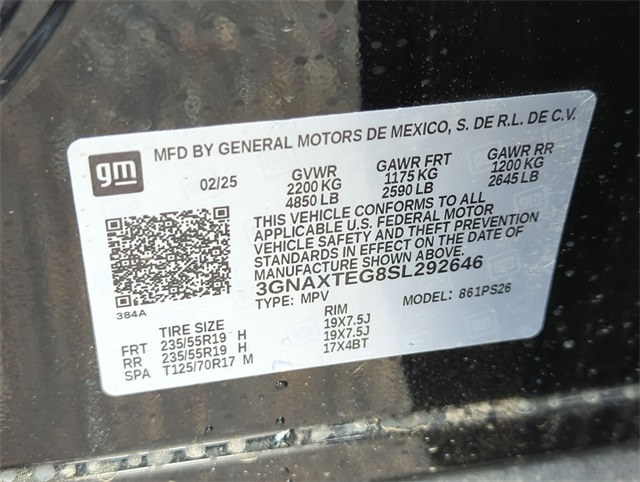 gm
MFD BY GENERAL MOTORS DE MEXICO, S. DE R.L. DE C.V.
02/25 GVWR GAWR FRT GAWR RR
2200 KG 1175 KG 1200 KG
4850 LB 2590 LB 2645 LB
THIS VEHICLE CONFORMS TO ALL
APPLICABLE U.S. FEDERAL MOTOR
VEHICLE SAFETY AND THEFT PREVENTION
STANDARDS IN EFFECT ON THE DATE OF
MANUFACTURE SHOWN ABOVE.
3GNAXTEG8SL292646
TYPE: MPV MODEL: 861PS26
384A
TIRE SIZE RIM
FRT 235/55R19 H 19X7.5J
RR 235/55R19 H 19X7.5J
SPA T125/70R17 M 17X4BT